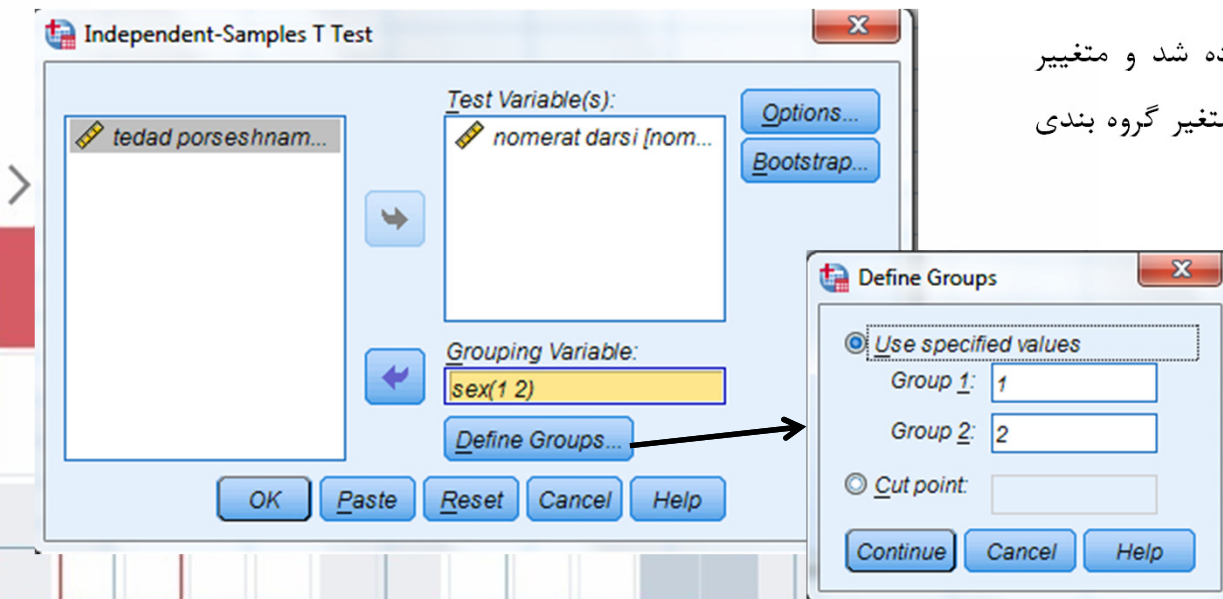 Independent-Samples T Test
Test Variable(s):
tedad porseshnam...
nomerat darsi [nom...
Options...
Bootstrap...
Grouping Variable:
sex(1 2)
Define Groups...
OK
Paste
Reset
Cancel
Help
شد و متغییر
گروه بندی
Define Groups
Use specified values
Group 1: 1
Group 2: 2
Cut point:
Continue
Cancel
Help